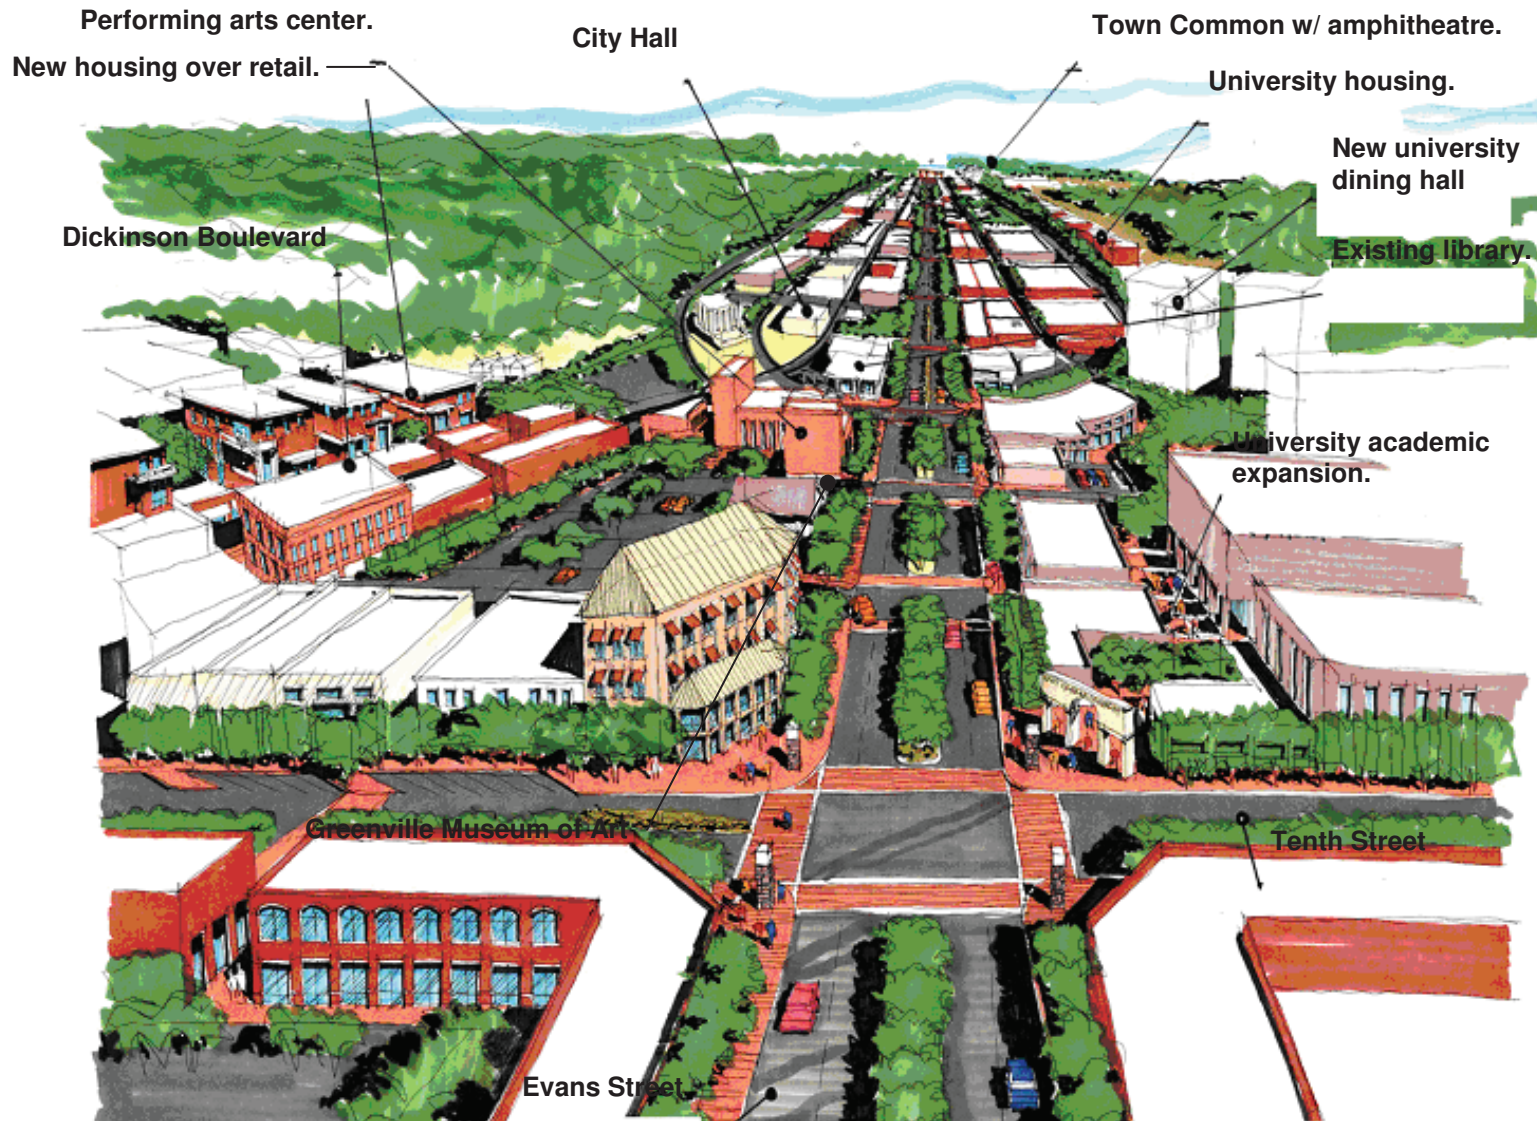 Performing arts center.
City Hall
Town Common w/ amphitheatre.
New housing over retail.
University housing.
New university
dining hall
Dickinson Boulevard
Existing library.
University academic
expansion.
Greenville Museum of Art
Tenth Street
Evans Street